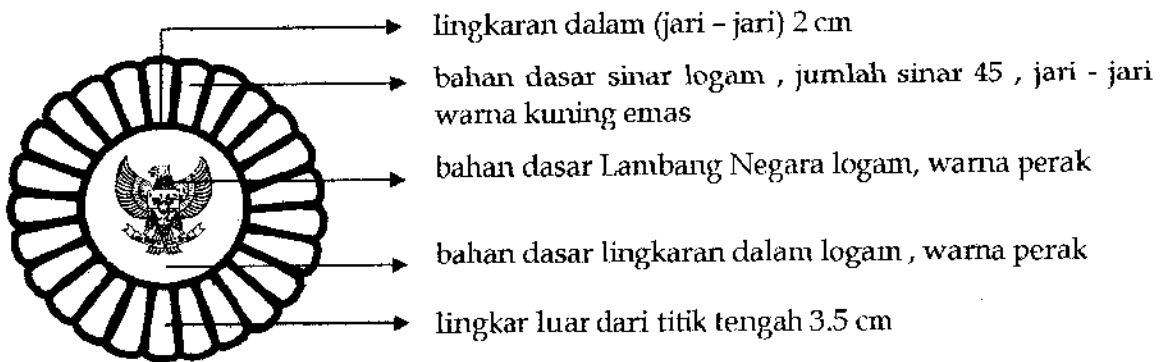 lingkaran dalam (jari – jari) 2 cm
bahan dasar sinar logam , jumlah sinar 45 , jari - jari
warna kuning emas
bahan dasar Lambang Negara logam, warna perak
bahan dasar lingkaran dalam logam , warna perak
lingkar luar dari titik tengah 3.5 cm